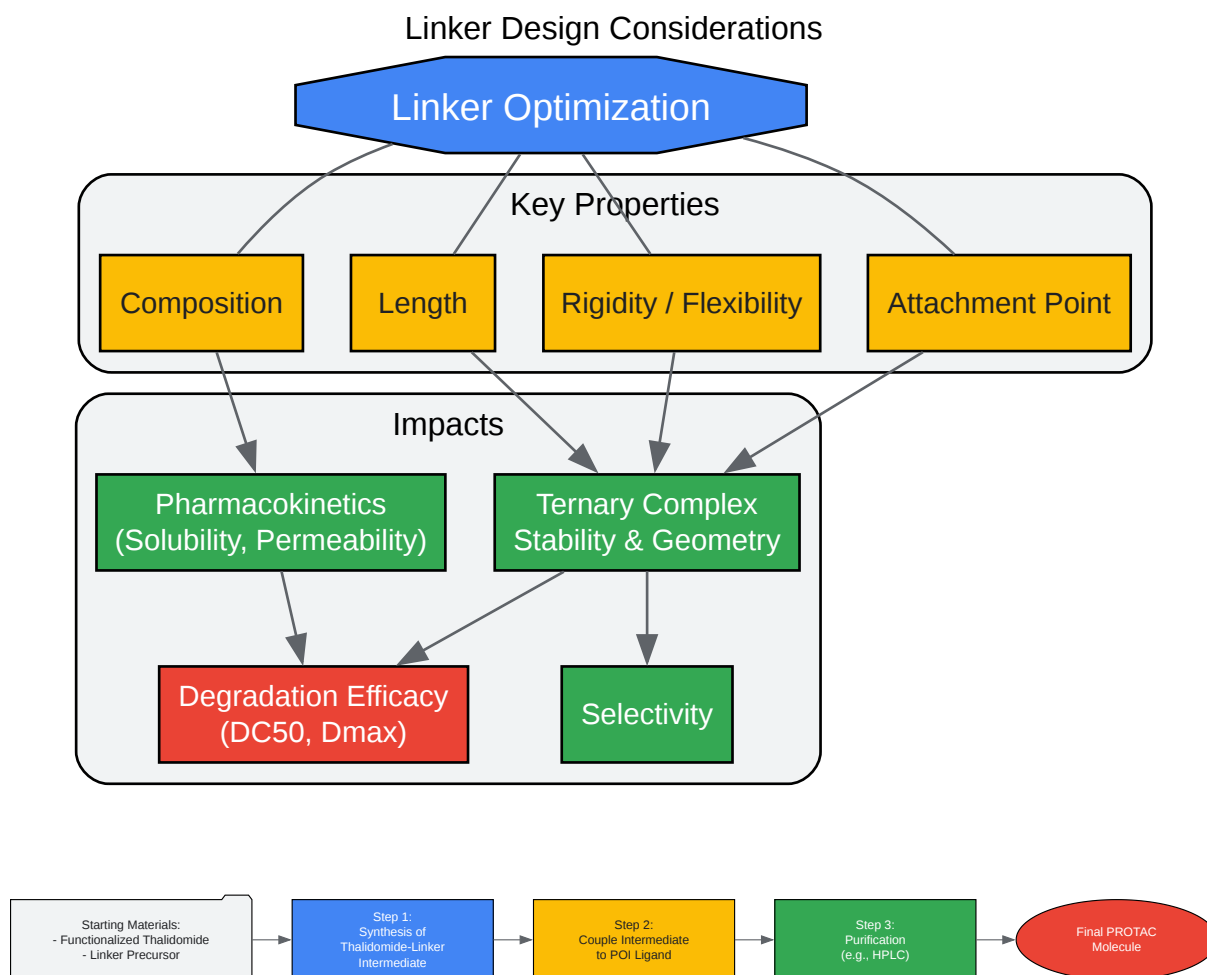 Linker Design Considerations
Linker Optimization
Key Properties
Composition
Length
Rigidity / Flexibility
Attachment Point
Impacts
Pharmacokinetics
(Solubility, Permeability)
Ternary Complex
Stability & Geometry
Degradation Efficacy
(DC50, Dmax)
Selectivity
Starting Materials:
- Functionalized Thalidomide
- Linker Precursor
Step 1:
Synthesis of
Thalidomide-Linker
Intermediate
Step 2:
Couple Intermediate
to POI Ligand
Step 3:
Purification
(e.g., HPLC)
Final PROTAC
Molecule